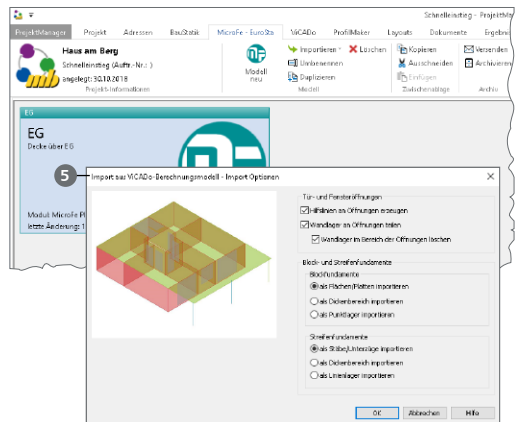 Schnelleinstieg - ProjektMa
ProjektManager Projekt Adressen BauStatik MicroFe - EuroSta ViCADo ProfilMaker Layouts Dokumente Ergebni
Haus am Berg
Schnelleinstieg (Auftr.-Nr.: )
angelegt: 30.10.2018
Projekt-Informationen
mb
Modell
neu
Importieren Löschen
Umbenennen
Duplizieren
Modell
Kopieren
Ausschneiden
Einfügen
Zwischenablage
Versenden
Archivieren
Archiv
EG
EG
Decke über EG
Modul: MicroFe Pl
letzte Änderung: 1
5
Import aus ViCADo-Berechnungsmodell - Import Optionen
Tür- und Fensteröffnungen
Hilfslinien an Öffnungen erzeugen
Wandlager an Öffnungen teilen
Wandlager im Bereich der Öffnungen löschen
Block- und Streifenfundamente
Blockfundamente
als Flächen/Platten importieren
als Dickenbereich importieren
als Punktlager importieren
Streifenfundamente
als Stäbe/Unterzüge importieren
als Dickenbereich importieren
als Linienlager importieren
OK Abbrechen Hilfe